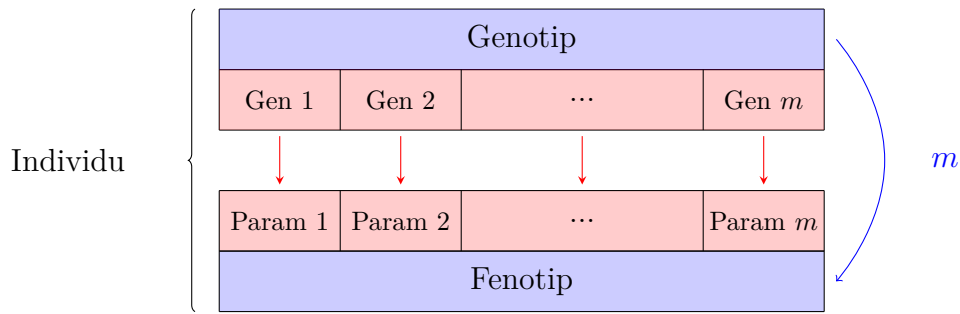 Genotip
Gen 1 Gen 2 ... Gen m
Individu m
Param 1 Param 2 ... Param m
Fenotip